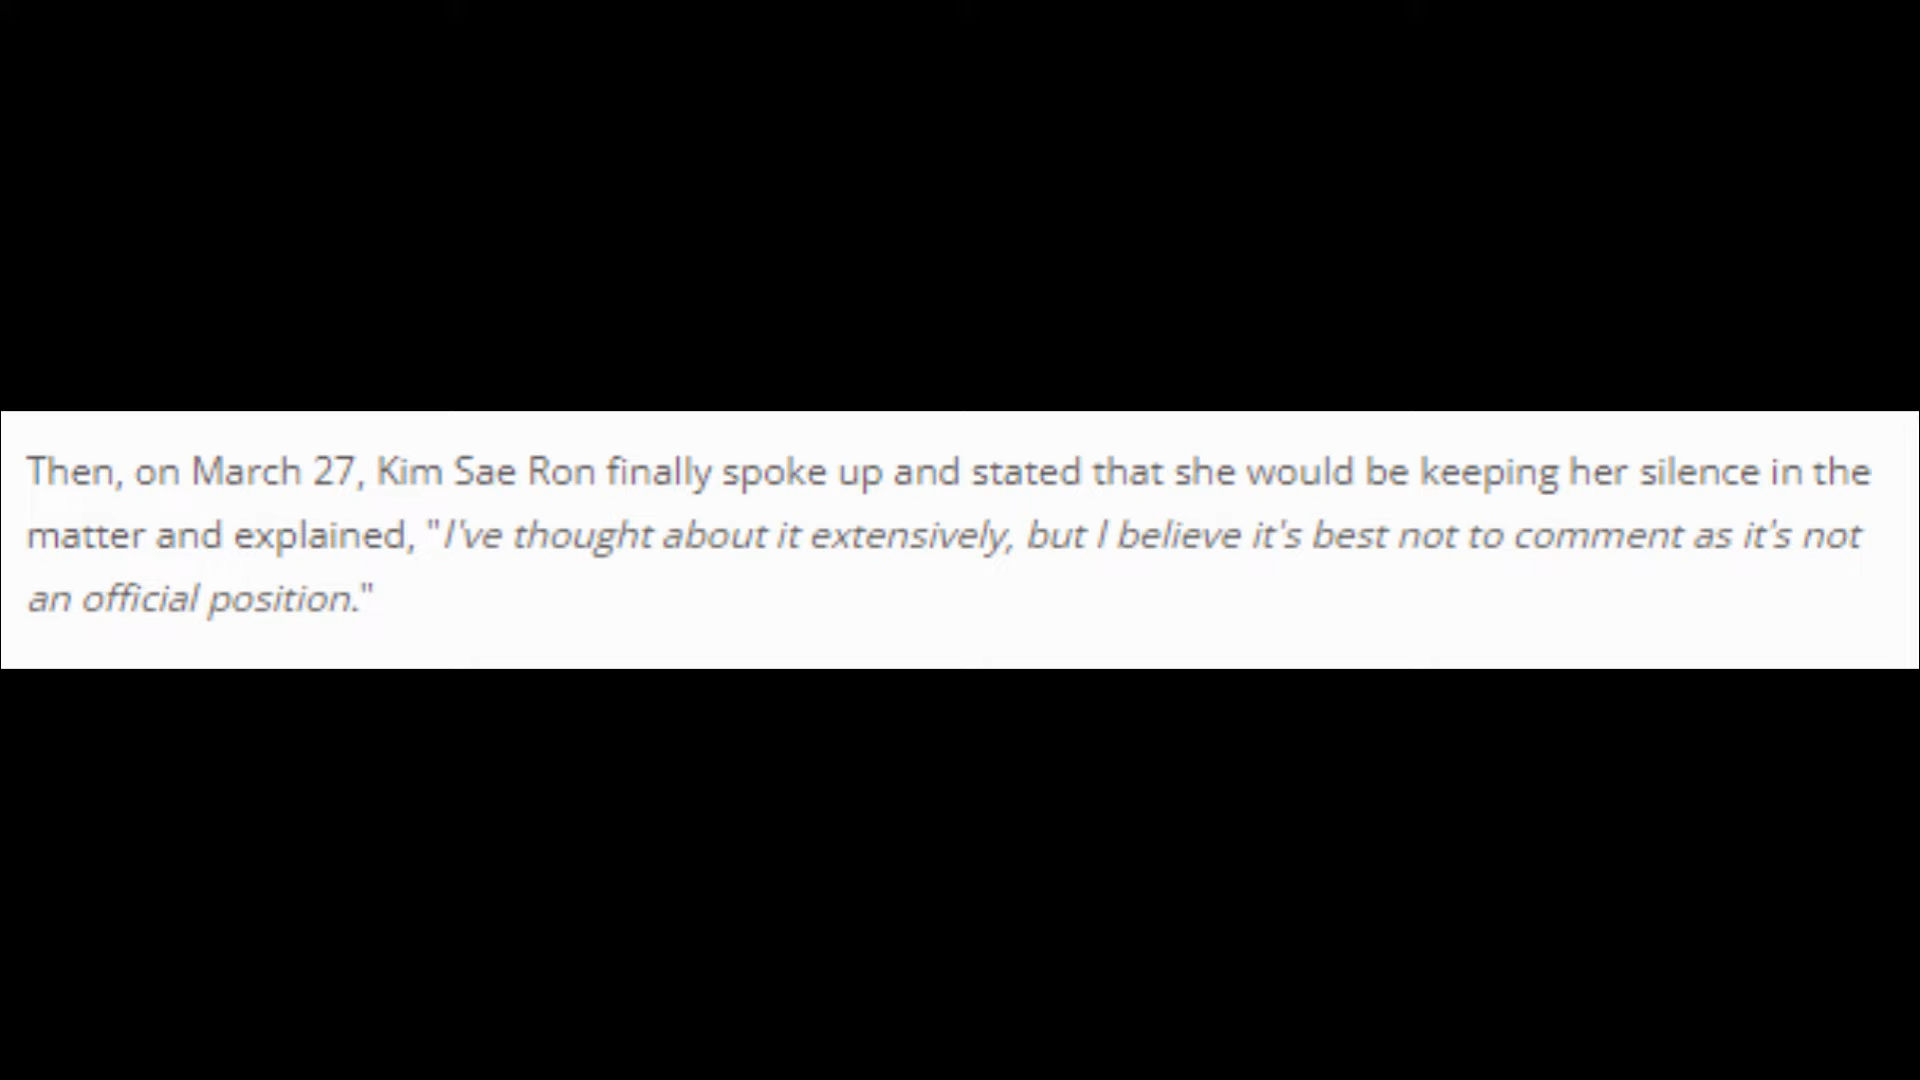 Then, on March 27, Kim Sae Ron finally spoke up and stated that she would be keeping her silence in the
matter and explained, "I've thought about it extensively, but I believe it's best not to comment as it's not
an official position."